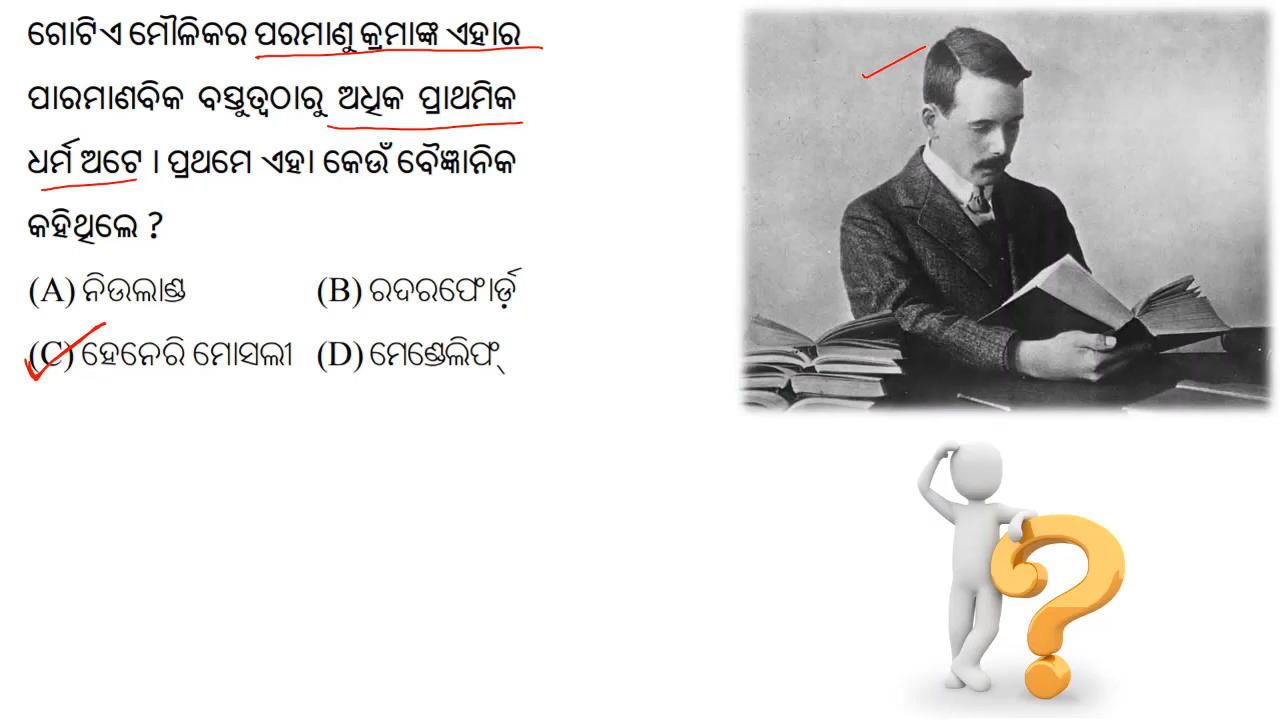 ଗୋଟିଏ ମୌଳିକର ପରମାଣୁ କ୍ରମାଙ୍କ ଏହାର
ପାରମାଣବିକ ବସ୍ତୁତ୍ୱଠାରୁ ଅଧିକ ପ୍ରାଥମିକ
ଧର୍ମ ଅଟେ । ପ୍ରଥମେ ଏହା କେଉଁ ବୈଜ୍ଞାନିକ
କହିଥିଲେ ?
(A) ନିଉଲାଣ୍ଡ (B) ରଦରଫୋର୍ଡ଼
(C) ହେନେରି ମୋସଲୀ (D) ମେଣ୍ଡେଲିଫ୍